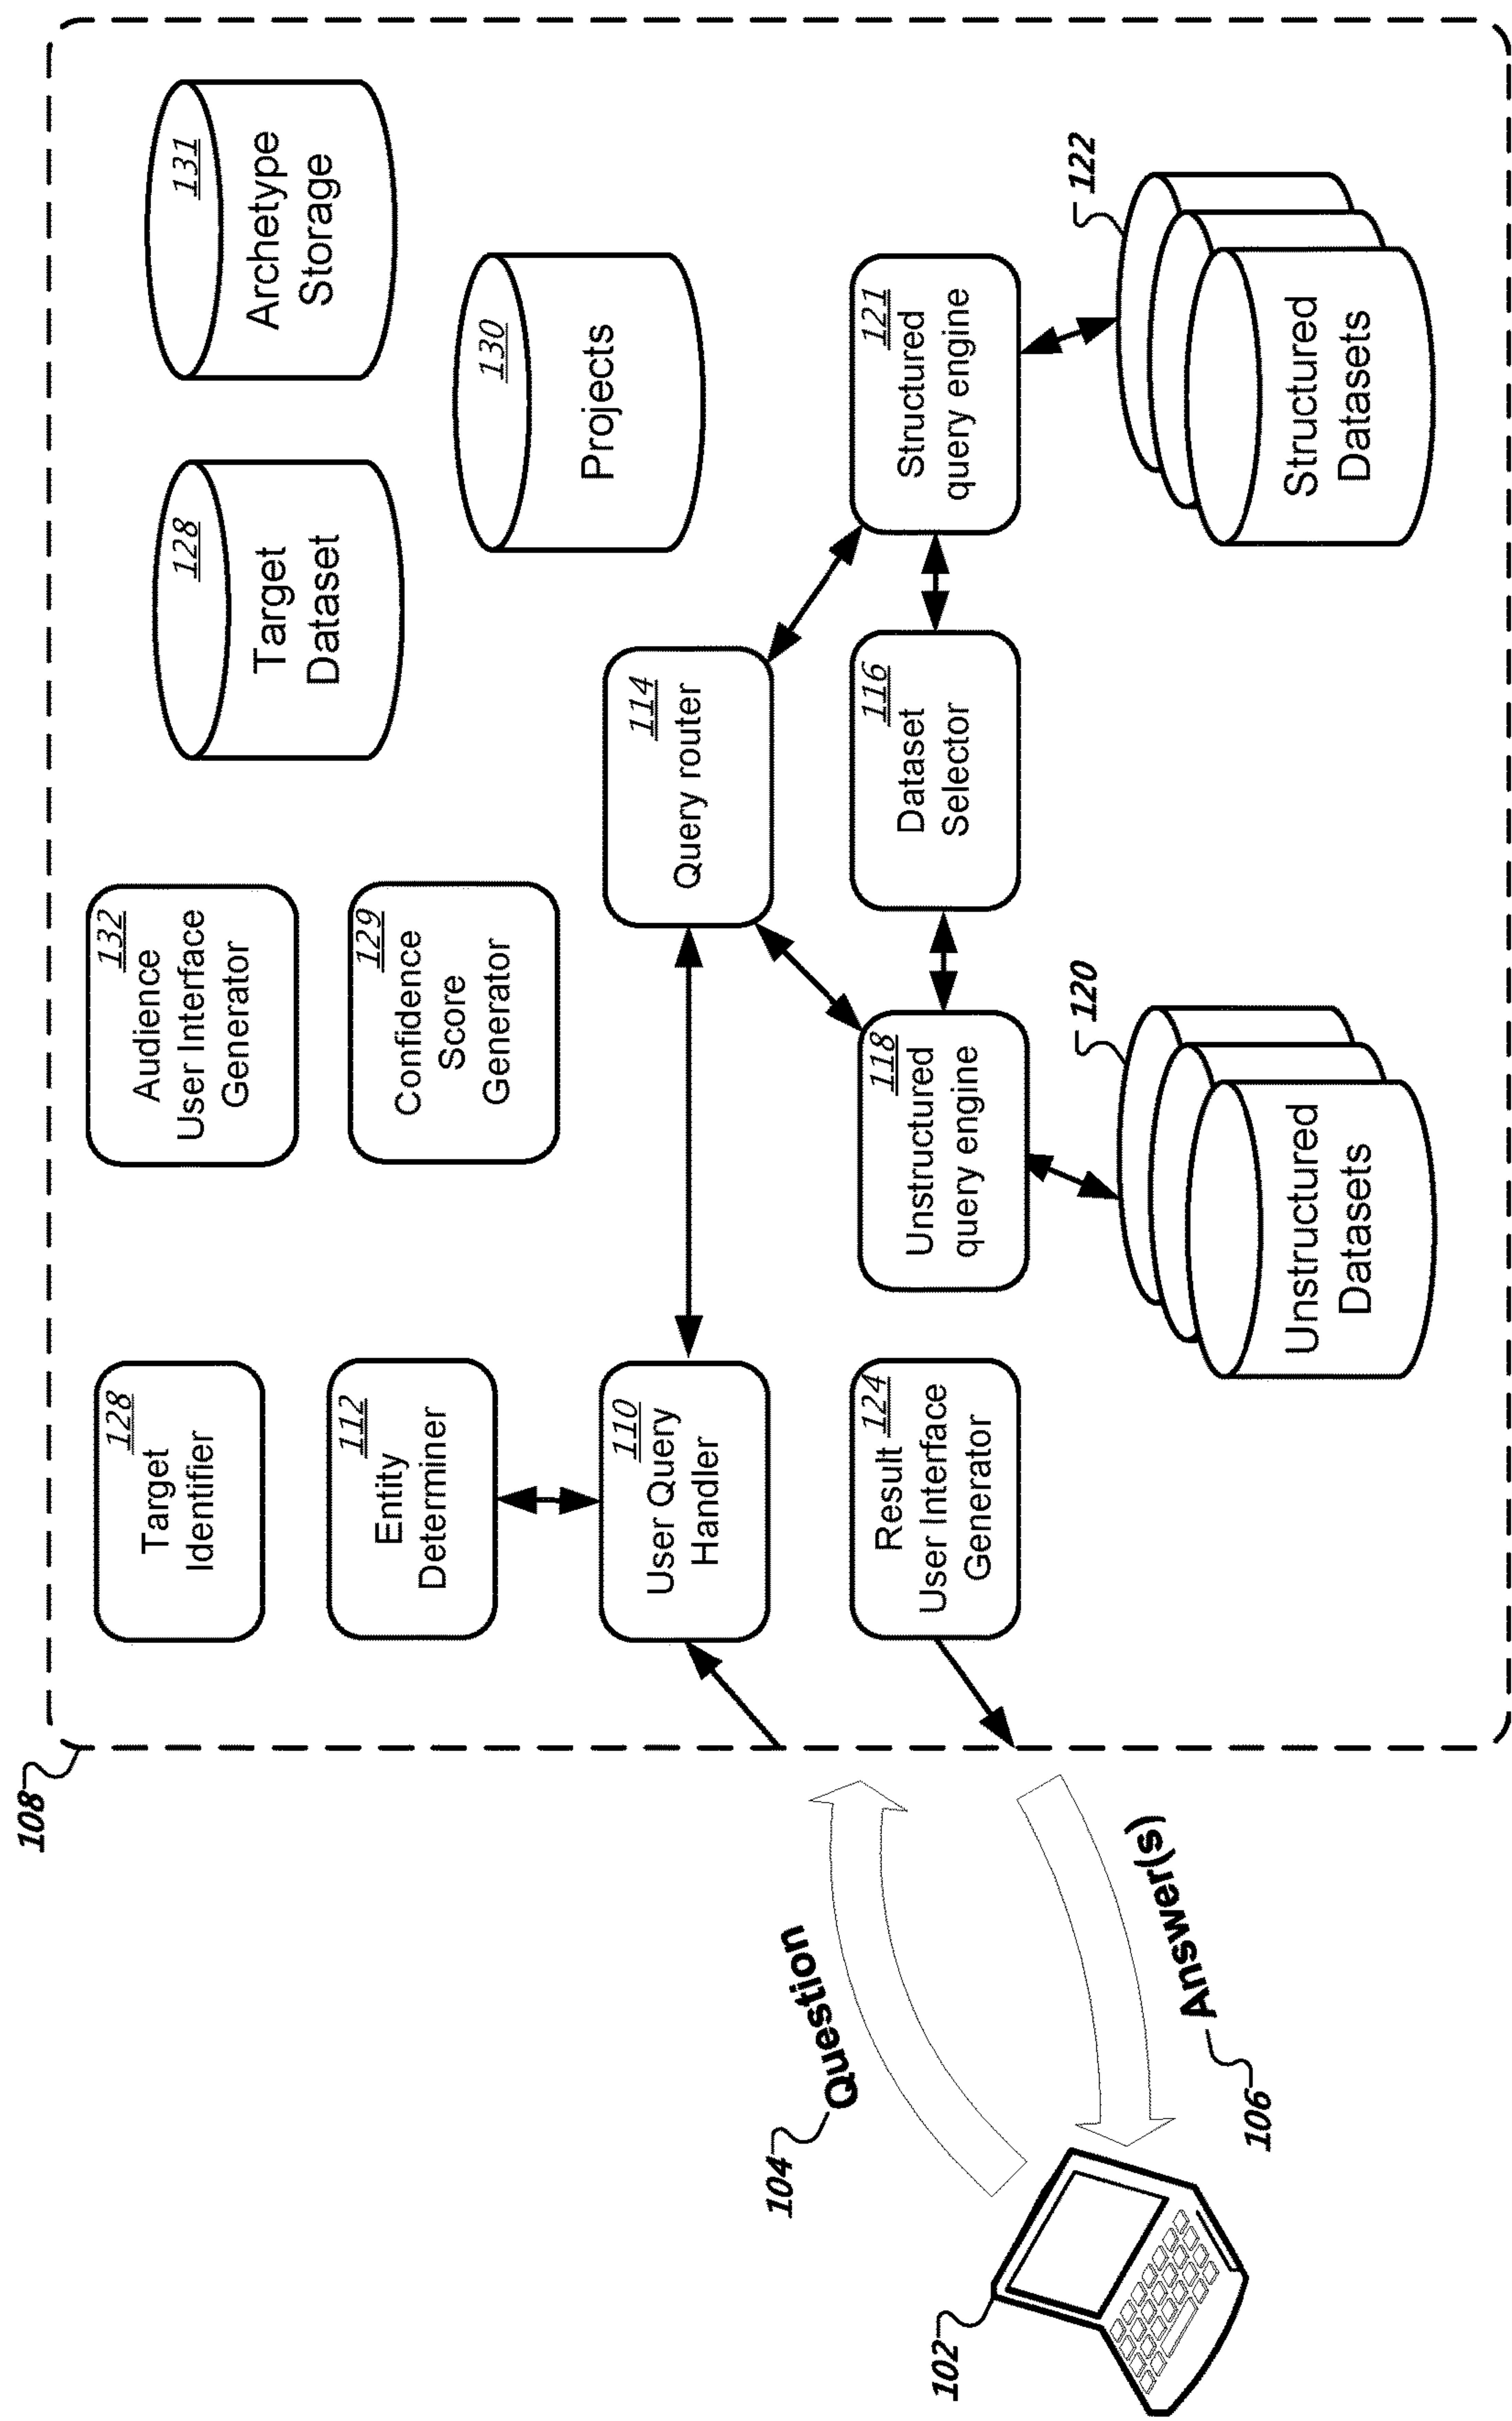 108
128
Target
Identifier
132
Audience
User Interface
Generator
128
Target
Dataset
131
Archetype
Storage
112
Entity
Determiner
129
Confidence
Score
Generator
130
Projects
110
User Query
Handler
114
Query router
104
Question
124
Result
User Interface
Generator
118
Unstructured
query engine
116
Dataset
Selector
121
Structured
query engine
102
106
Answer(s)
120
Unstructured
Datasets
122
Structured
Datasets